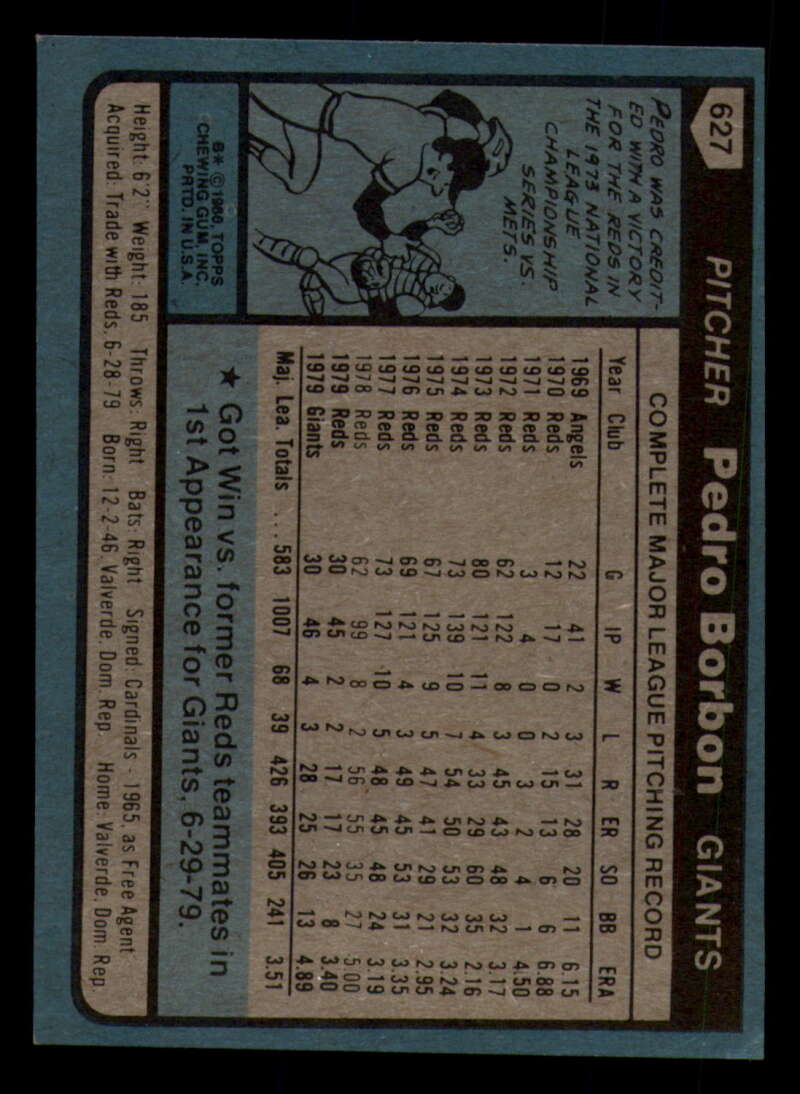 627 PITCHER Pedro Borbon GIANTS
PEDRO WAS CREDIT-
ED WITH A VICTORY
FOR THE REDS IN
THE 1973 NATIONAL
LEAGUE
CHAMPIONSHIP
SERIES VS.
METS.
COMPLETE MAJOR LEAGUE PITCHING RECORD
Year Club G IP W L R ER SO BB ERA
1969 Angels 22 41 2 3 31 28 20 11 6.15
1970 Reds 12 17 0 2 15 13 6 6 6.88
1971 Reds 3 4 0 0 3 2 4 1 4.50
1972 Reds 62 122 8 3 45 43 48 32 3.17
1973 Reds 80 121 11 4 33 29 60 35 2.16
1974 Reds 73 139 10 7 54 50 53 32 3.24
1975 Reds 67 125 9 5 47 41 29 21 2.95
1976 Reds 69 121 4 3 49 45 53 31 3.35
1977 Reds 73 127 10 5 48 45 48 24 3.19
1978 Reds 62 99 8 2 56 55 35 27 5.00
1979 Reds 30 45 2 2 17 17 23 8 3.40
1979 Giants 30 46 4 3 28 25 26 13 4.89
Maj. Lea. Totals ... 583 1007 68 39 426 393 405 241 3.51
★ Got Win vs. former Reds teammates in
1st Appearance for Giants, 6-29-79.
B* © 1980, TOPPS
CHEWING GUM, INC.
PRTD. IN U.S.A.
Height: 6'2" Weight: 185 Throws: Right Bats: Right Signed: Cardinals - 1965, as Free Agent
Acquired: Trade with Reds, 6-28-79 Born: 12-2-46, Valverde, Dom. Rep. Home: Valverde, Dom. Rep.